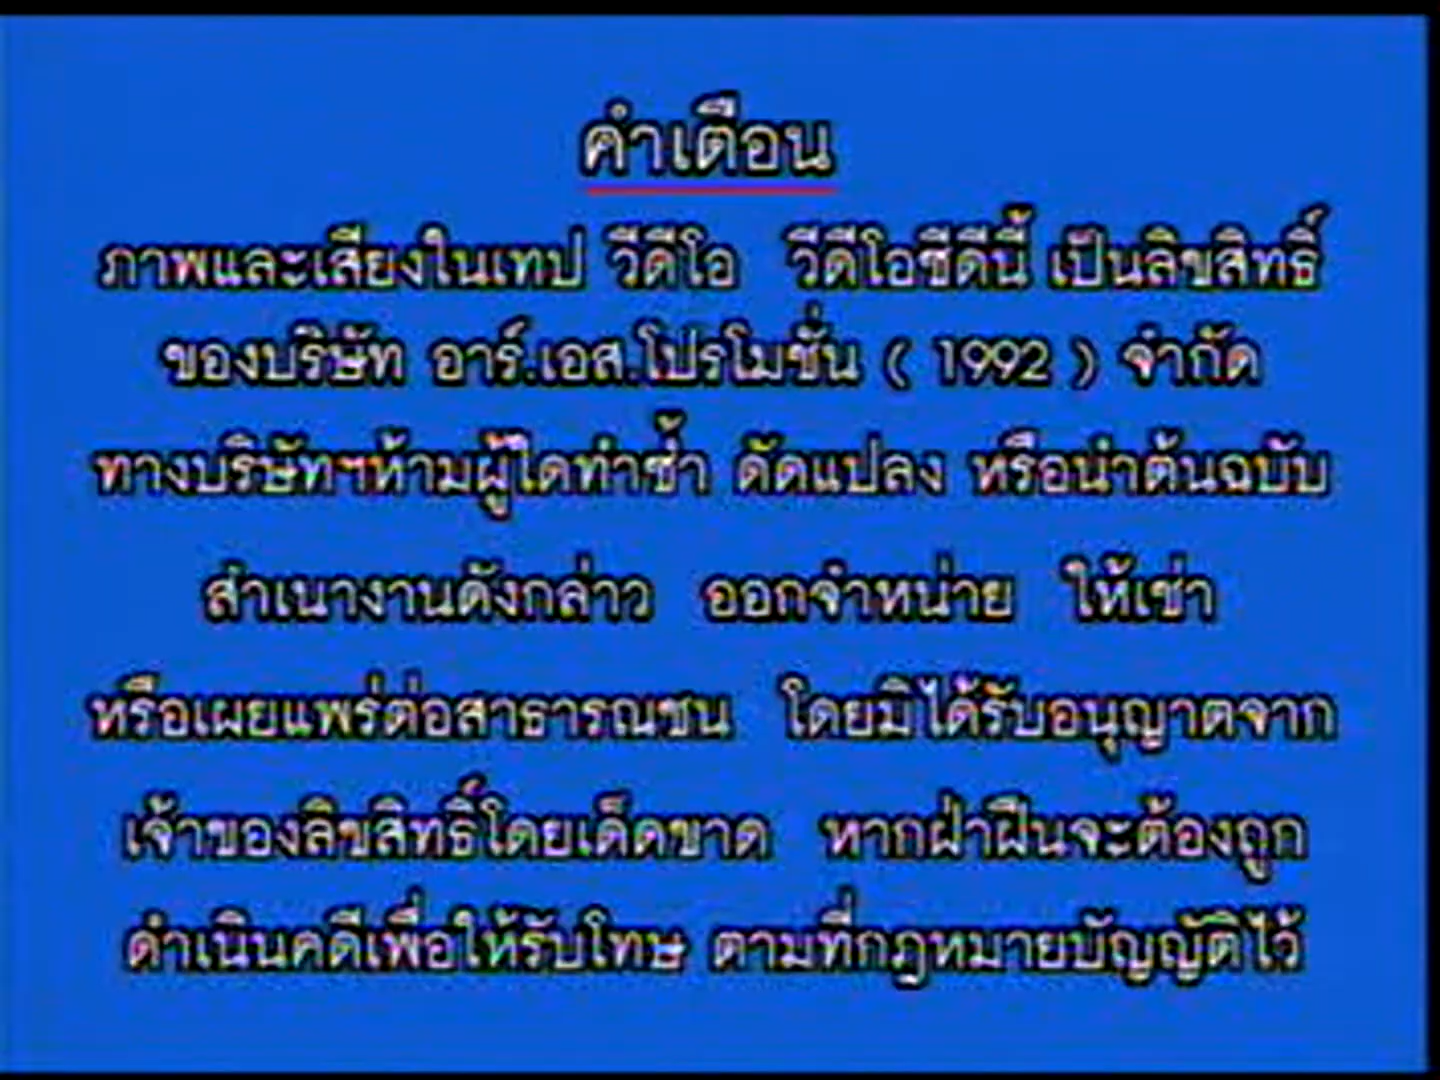 คำเตือน
ภาพและเสียงในเทป วีดีโอ วีดีโอซีดีนี้ เป็นลิขสิทธิ์
ของบริษัท อาร์.เอส.โปรโมชั่น ( 1992 ) จำกัด
ทางบริษัทฯห้ามผู้ใดทำซ้ำ ดัดแปลง หรือนำต้นฉบับ
สำเนางานดังกล่าว ออกจำหน่าย ให้เช่า
หรือเผยแพร่ต่อสาธารณชน โดยมิได้รับอนุญาตจาก
เจ้าของลิขสิทธิ์โดยเด็ดขาด หากฝ่าฝืนจะต้องถูก
ดำเนินคดีเพื่อให้รับโทษ ตามที่กฎหมายบัญญัติไว้